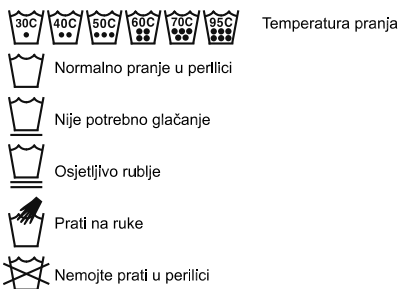 30C 40C 50C 60C 70C 95C Temperatura pranja
Normalno pranje u perilici
Nije potrebno glačanje
Osjetljivo rublje
Prati na ruke
Nemojte prati u perilici